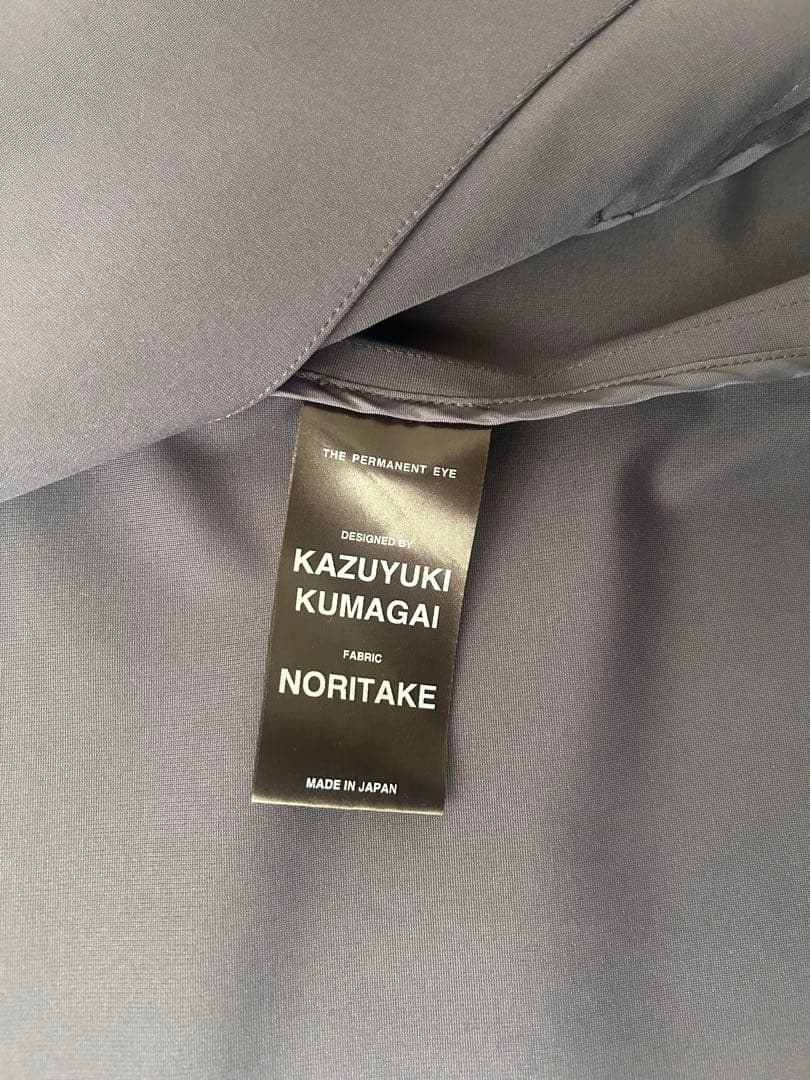 THE PERMANENT EYE
DESIGNED BY
KAZUYUKI
KUMAGAI
FABRIC
NORITAKE
MADE IN JAPAN